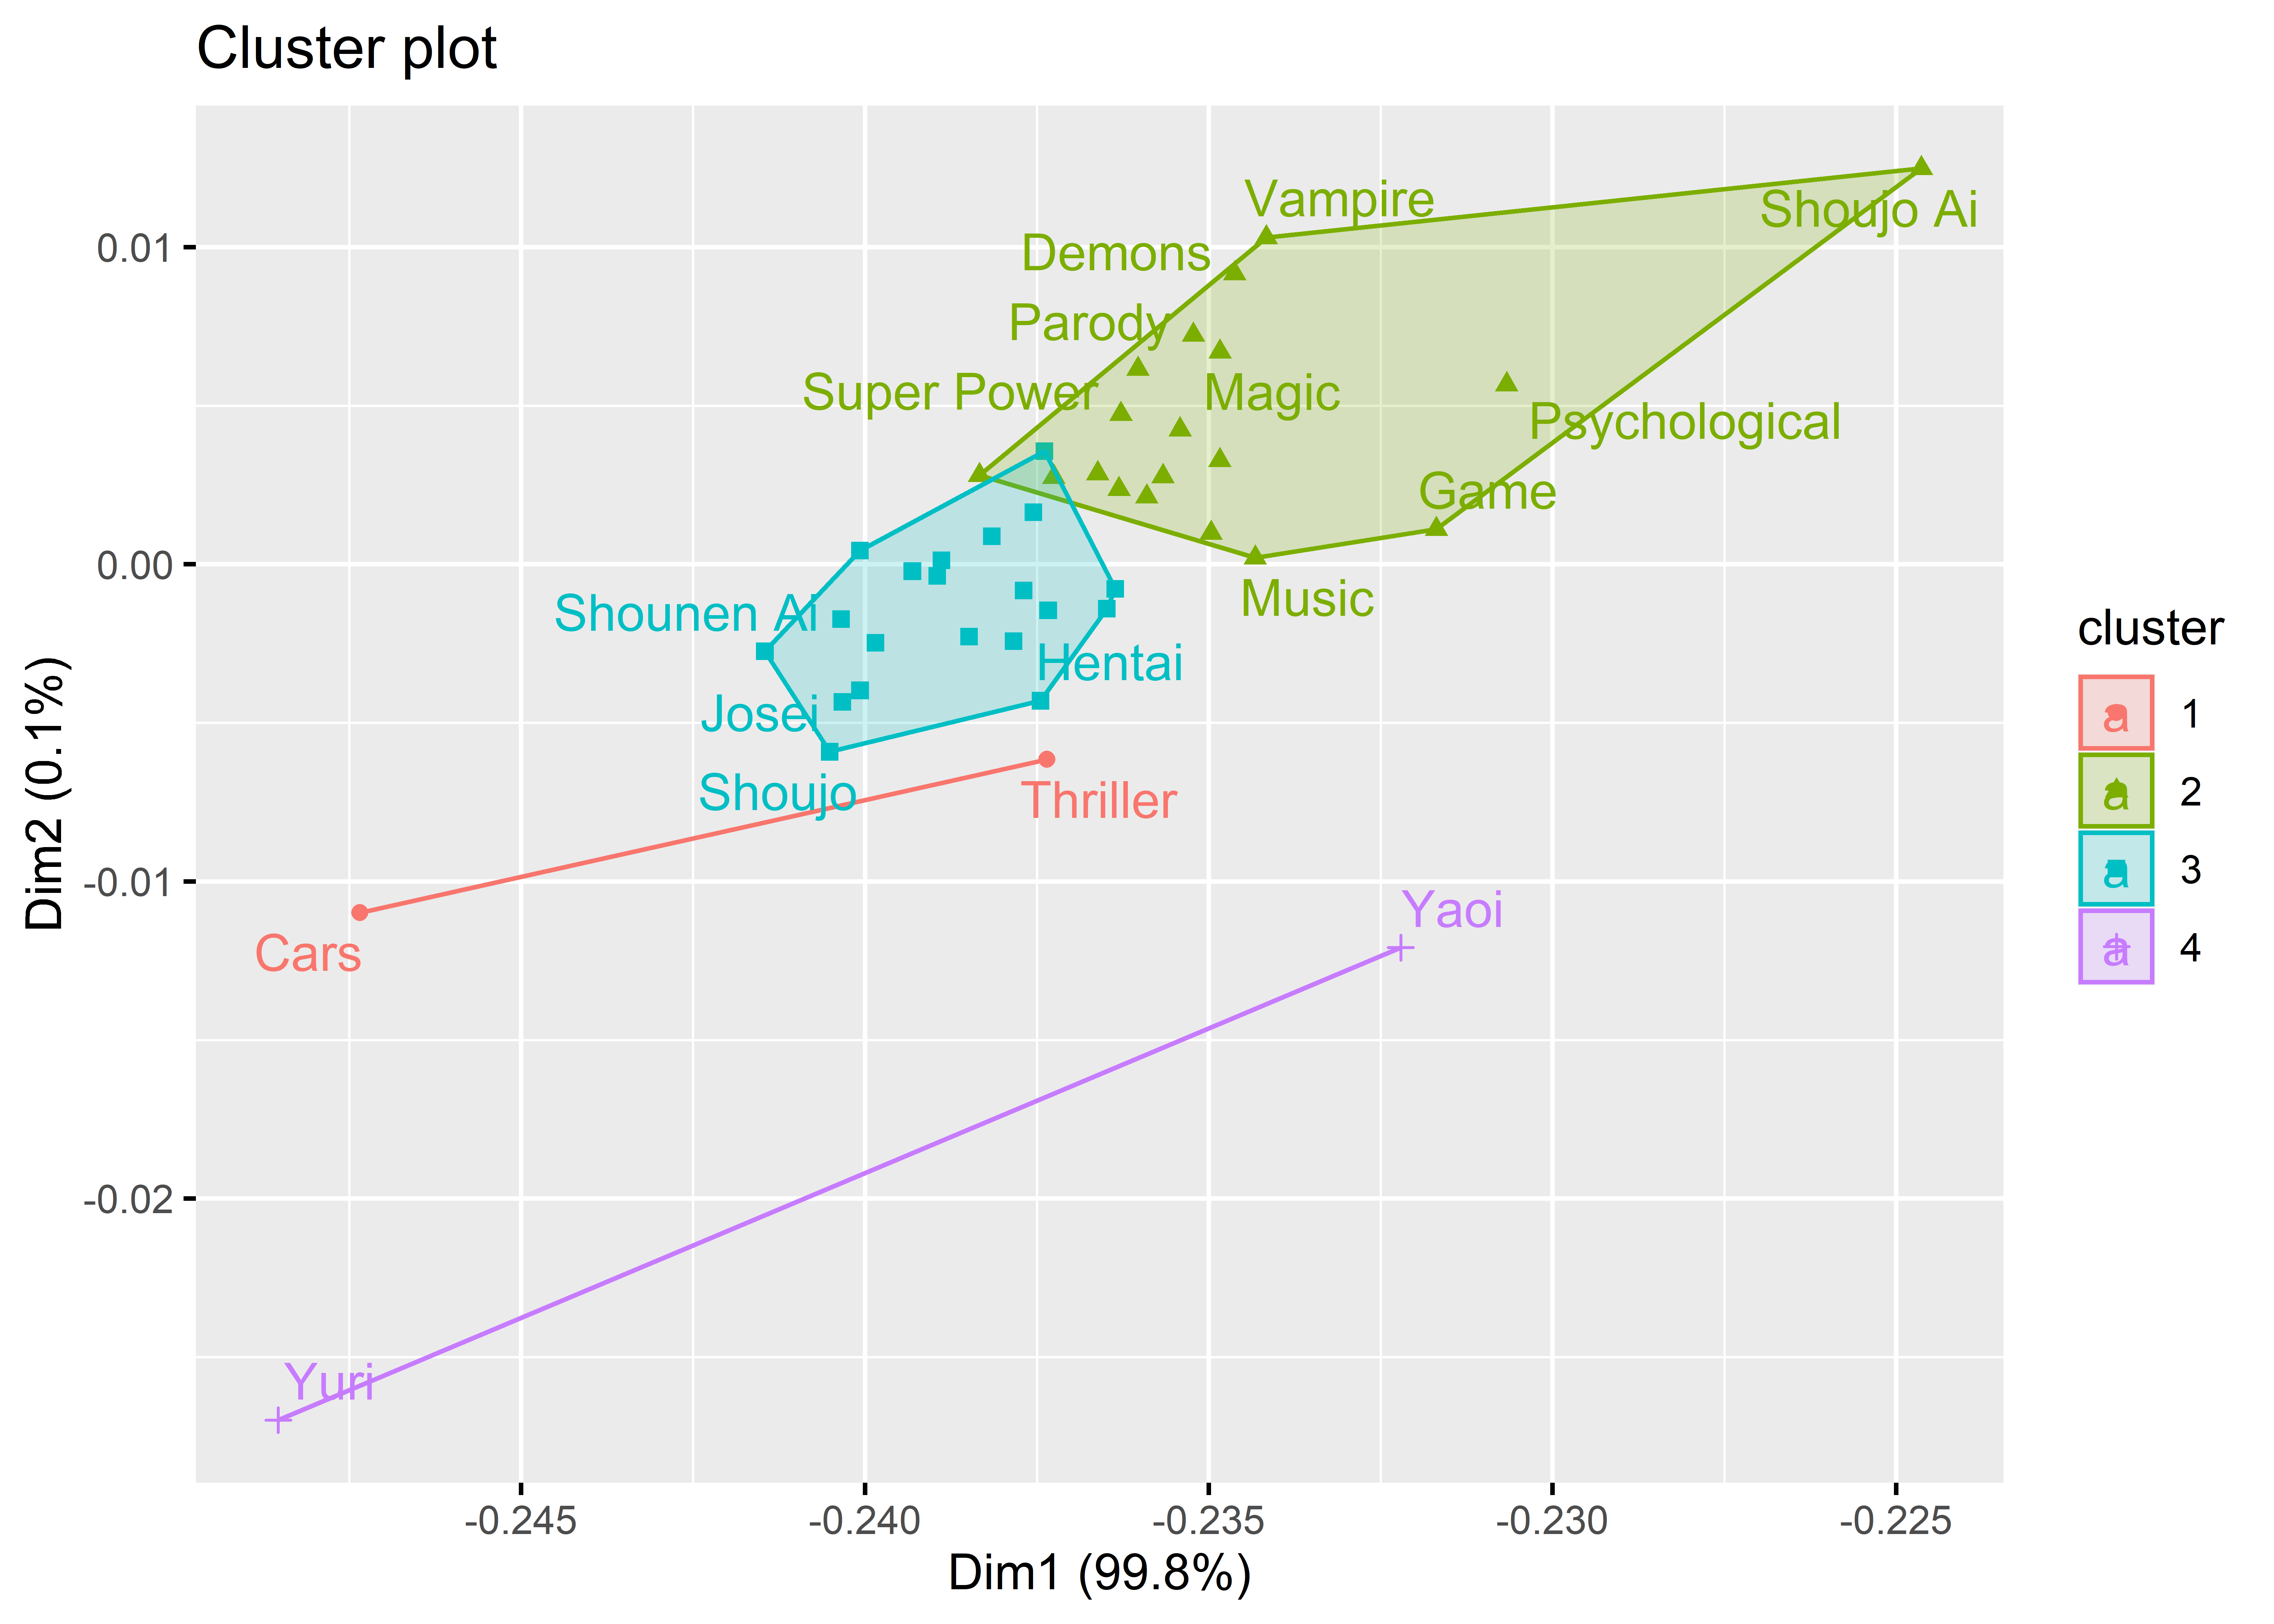 Cluster plot
Vampire
Shoujo Ai
0.01
Demons
Parody
Super Power
Magic
Psychological
Game
0.00
Music
Shounen Ai
Hentai
Josei
Shoujo
Thriller
-0.01
Yaoi
Cars
-0.02
Yuri
-0.245
-0.240
-0.235
-0.230
-0.225
Dim1 (99.8%)
Dim2 (0.1%)
cluster
a 1
a 2
a 3
a 4